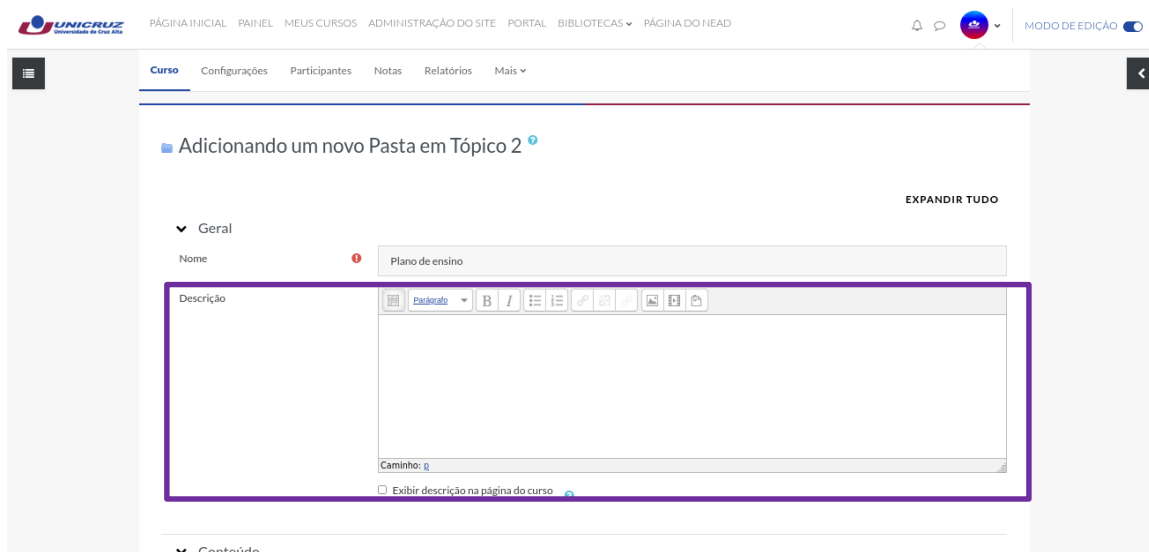 UNICRUZ
Universidade de Cruz Alta
PÁGINA INICIAL PAINEL MEUS CURSOS ADMINISTRAÇÃO DO SITE PORTAL BIBLIOTECAS PÁGINA DO NEAD
MODO DE EDIÇÃO
Curso Configurações Participantes Notas Relatórios Mais
Adicionando um novo Pasta em Tópico 2
EXPANDIR TUDO
Geral
Nome
Plano de ensino
Descrição
Parágrafo B I
Caminho: p
Exibir descrição na página do curso
Conteúdo